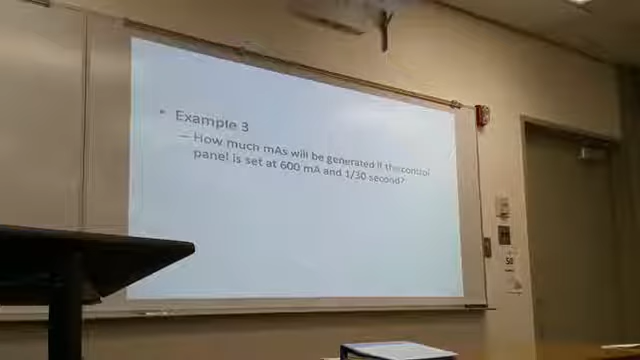 • Example 3
– How much mAs will be generated if the control
panel is set at 600 mA and 1/30 second?